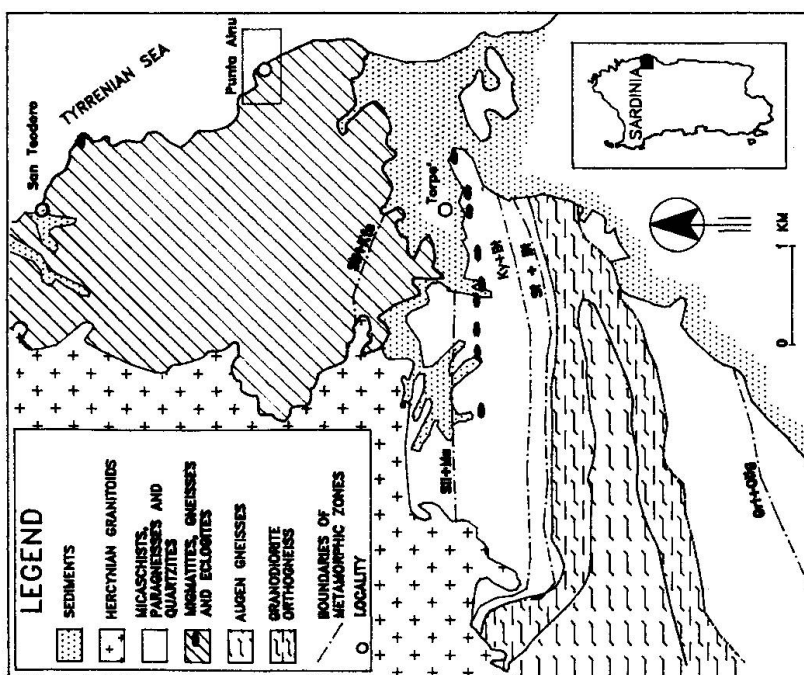 LEGEND
SEDIMENTS
HERCYNIAN GRANITOIDS
MICASCHISTS,
PARAGNEISSES AND
QUARTZITES
MIGMATITES, GNEISSES
AND ECLOGITES
AUGEN GNEISSES
GRANODIORITE
ORTHOGNEISS
BOUNDARIES OF
METAMORPHIC ZONES
LOCALITY
San Teodoro
TYRRENIAN SEA
Punta Ainu
Torpe'
Ky+Bt
St + Bt
Sil+Ms
Grt+Olig
SARDINIA
0 1 KM